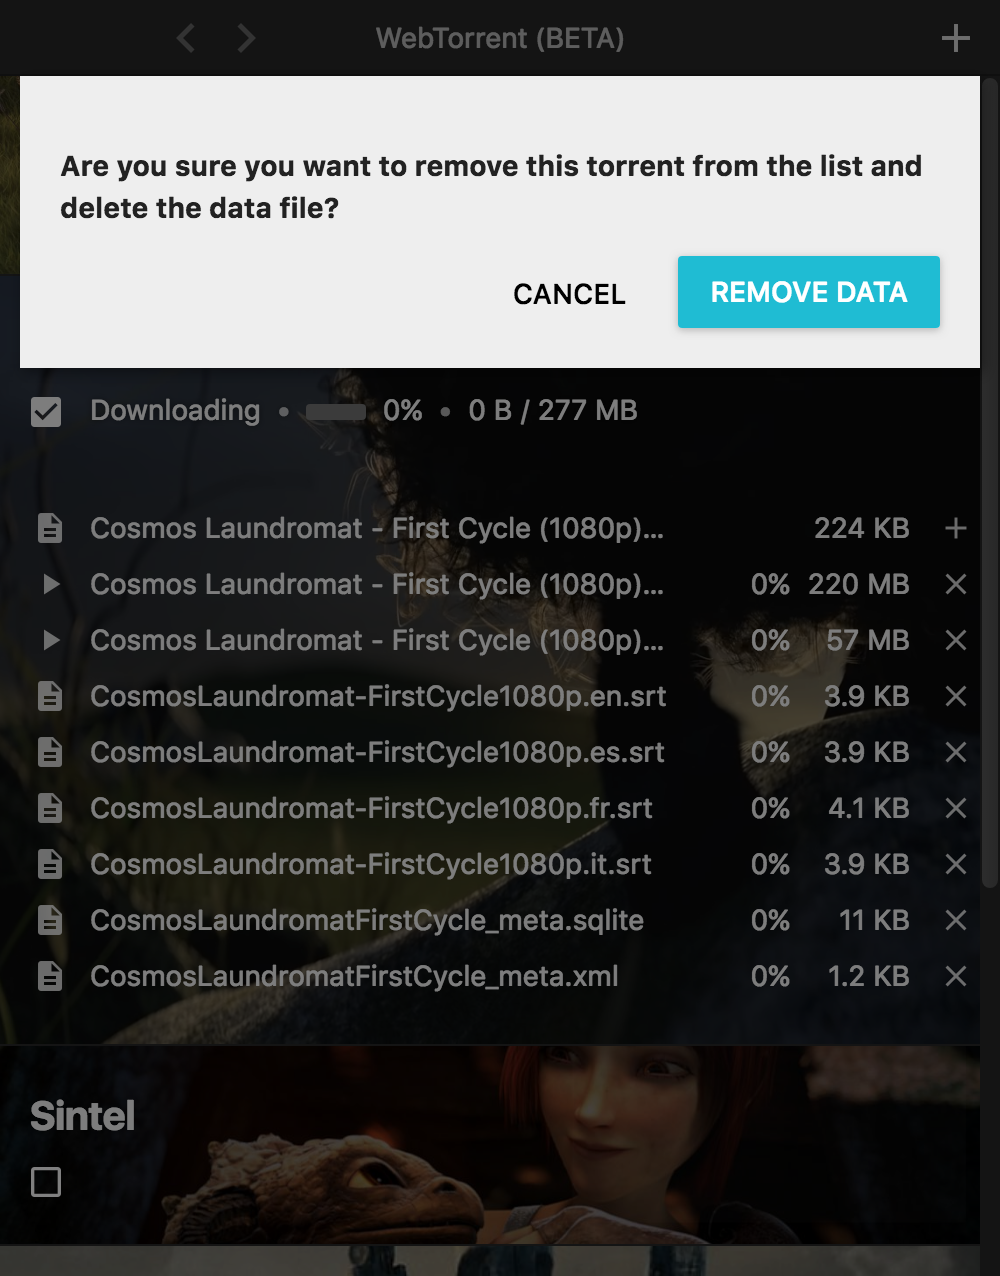 WebTorrent (BETA)
Are you sure you want to remove this torrent from the list and
delete the data file?
CANCEL REMOVE DATA
Downloading • 0% • 0 B / 277 MB
Cosmos Laundromat - First Cycle (1080p)... 224 KB
Cosmos Laundromat - First Cycle (1080p)... 0% 220 MB
Cosmos Laundromat - First Cycle (1080p)... 0% 57 MB
CosmosLaundromat-FirstCycle1080p.en.srt 0% 3.9 KB
CosmosLaundromat-FirstCycle1080p.es.srt 0% 3.9 KB
CosmosLaundromat-FirstCycle1080p.fr.srt 0% 4.1 KB
CosmosLaundromat-FirstCycle1080p.it.srt 0% 3.9 KB
CosmosLaundromatFirstCycle_meta.sqlite 0% 11 KB
CosmosLaundromatFirstCycle_meta.xml 0% 1.2 KB
Sintel